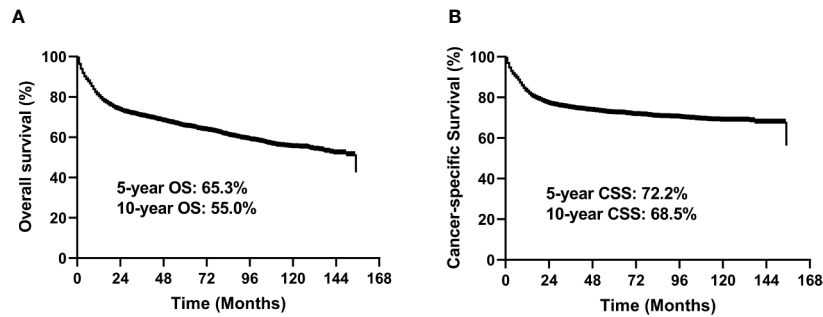 A
Overall survival (%)
100
80
60
40
20
0
5-year OS: 65.3%
10-year OS: 55.0%
0 24 48 72 96 120 144 168
Time (Months)
B
Cancer-specific Survival (%)
100
80
60
40
20
0
5-year CSS: 72.2%
10-year CSS: 68.5%
0 24 48 72 96 120 144 168
Time (Months)